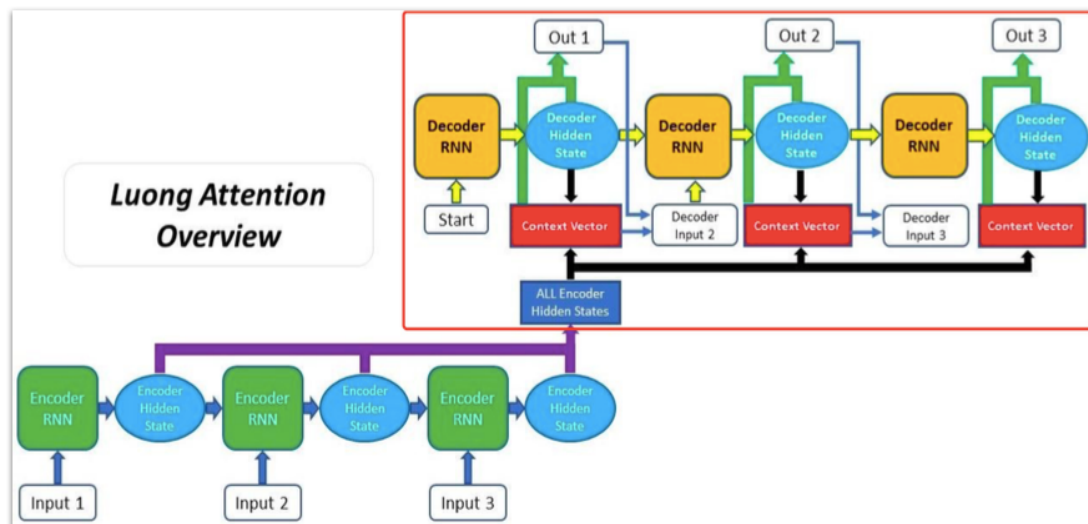 Out 1
Out 2
Out 3
Decoder
RNN
Decoder
Hidden
State
Decoder
RNN
Decoder
Hidden
State
Decoder
RNN
Decoder
Hidden
State
Luong Attention
Overview
Start
Context Vector
Decoder
Input 2
Context Vector
Decoder
Input 3
Context Vector
ALL Encoder
Hidden States
Encoder
RNN
Encoder
Hidden
State
Encoder
RNN
Encoder
Hidden
State
Encoder
RNN
Encoder
Hidden
State
Input 1
Input 2
Input 3